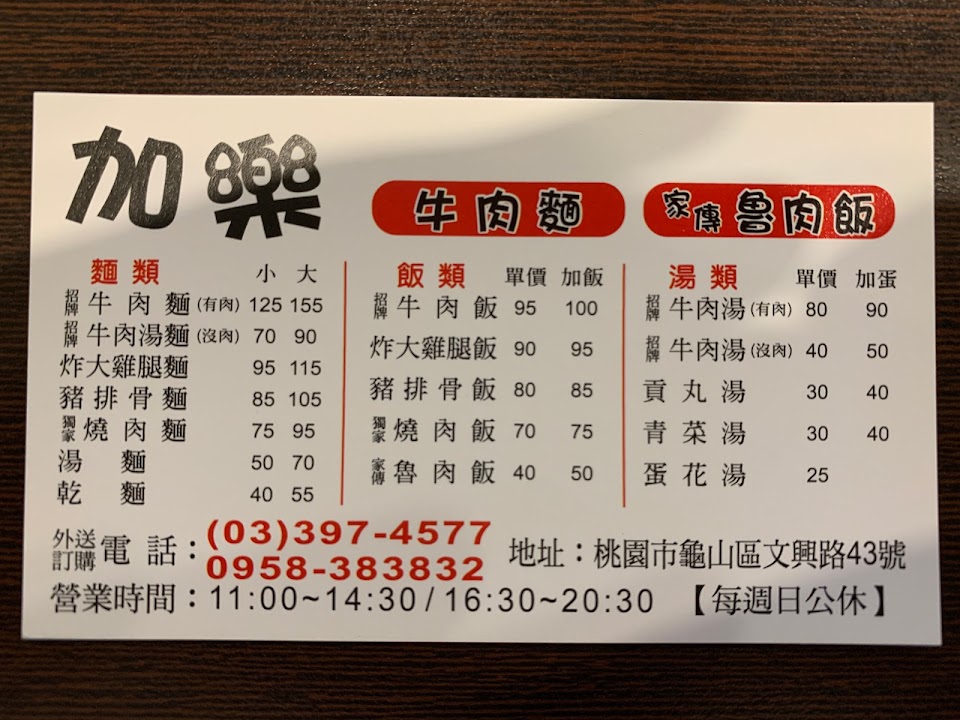 加樂
牛肉麵
家傳魯肉飯
麵類 小 大
招牌牛肉麵(有肉) 125 155
招牌牛肉湯麵(沒肉) 70 90
炸大雞腿麵 95 115
豬排骨麵 85 105
獨家燒肉麵 75 95
湯麵 50 70
乾麵 40 55
飯類 單價 加飯
招牌牛肉飯 95 100
炸大雞腿飯 90 95
豬排骨飯 80 85
獨家燒肉飯 70 75
家傳魯肉飯 40 50
湯類 單價 加蛋
招牌牛肉湯(有肉) 80 90
招牌牛肉湯(沒肉) 40 50
貢丸湯 30 40
青菜湯 30 40
蛋花湯 25
外送訂購電話：(03)397-4577
0958-383832
地址：桃園市龜山區文興路43號
營業時間：11:00~14:30/16:30~20:30【每週日公休】